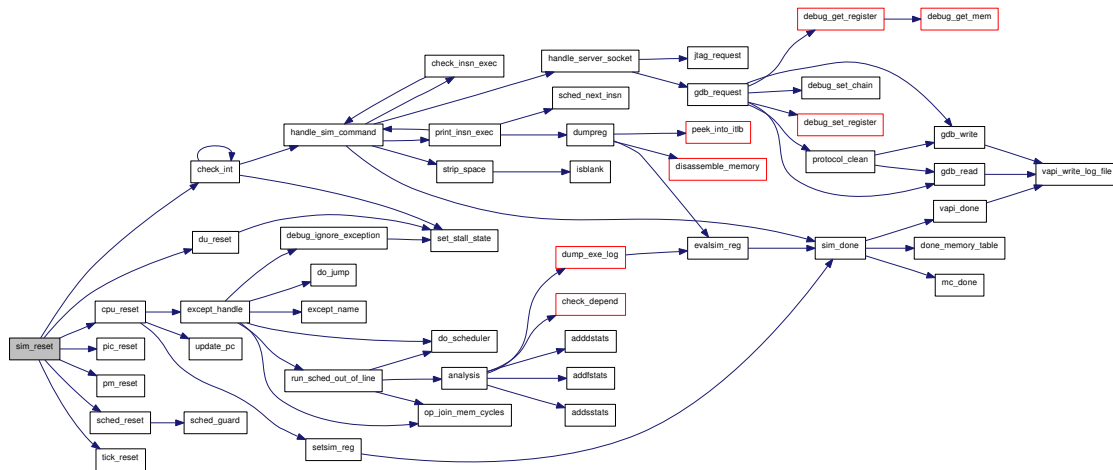 debug_get_register
debug_get_mem
handle_server_socket
jtag_request
check_insn_exec
gdb_request
debug_set_chain
sched_next_insn
debug_set_register
handle_sim_command
print_insn_exec
dumpreg
peek_into_itlb
gdb_write
protocol_clean
check_int
strip_space
isblank
disassemble_memory
gdb_read
vapi_write_log_file
vapi_done
debug_ignore_exception
du_reset
set_stall_state
evalsim_reg
sim_done
done_memory_table
dump_exe_log
do_jump
mc_done
cpu_reset
except_handle
except_name
check_depend
sim_reset
pic_reset
update_pc
do_scheduler
adddstats
pm_reset
run_sched_out_of_line
analysis
addfstats
sched_reset
sched_guard
op_join_mem_cycles
addsstats
setsim_reg
tick_reset